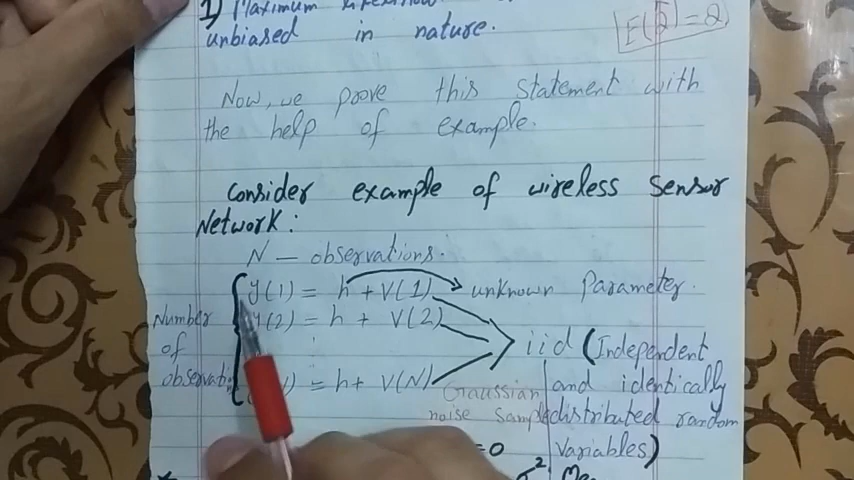 1) Maximum
unbiased in nature.
E(ĥ) = h
Now, we prove this statement with
the help of example.
Consider example of wireless Sensor
Network:
N - observations.
y(1) = h + V(1) unknown Parameter.
Number (2) = h + V(2)
of iid (Independent
= h + V(N) and identically
Gaussian distributed random
noise Sample
=0 Variables)
σ²